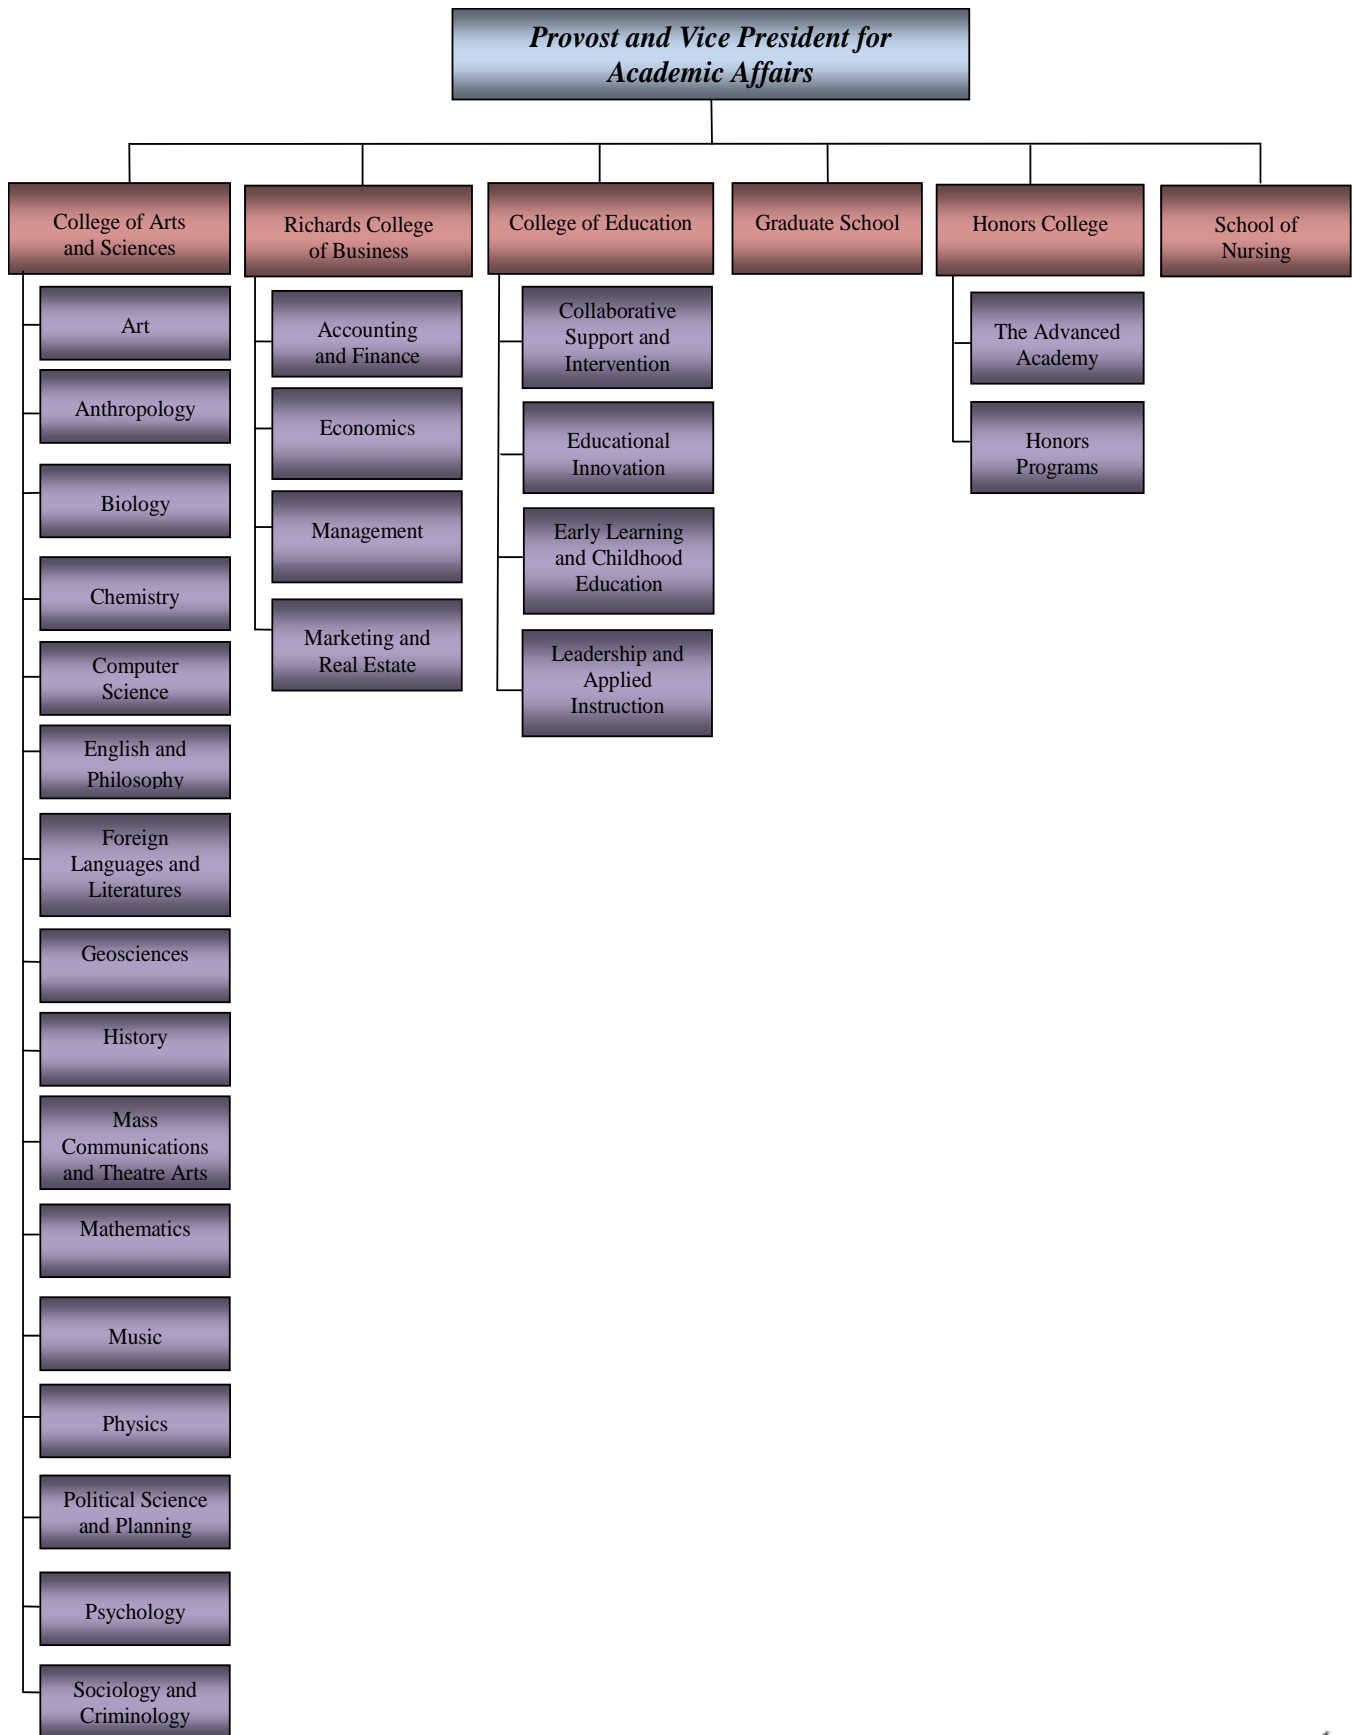 Provost and Vice President for
Academic Affairs
College of Arts
and Sciences
Richards College
of Business
College of Education
Graduate School
Honors College
School of
Nursing
Art
Anthropology
Biology
Chemistry
Computer
Science
English and
Philosophy
Foreign
Languages and
Literatures
Geosciences
History
Mass
Communications
and Theatre Arts
Mathematics
Music
Physics
Political Science
and Planning
Psychology
Sociology and
Criminology
Accounting
and Finance
Economics
Management
Marketing and
Real Estate
Collaborative
Support and
Intervention
Educational
Innovation
Early Learning
and Childhood
Education
Leadership and
Applied
Instruction
The Advanced
Academy
Honors
Programs